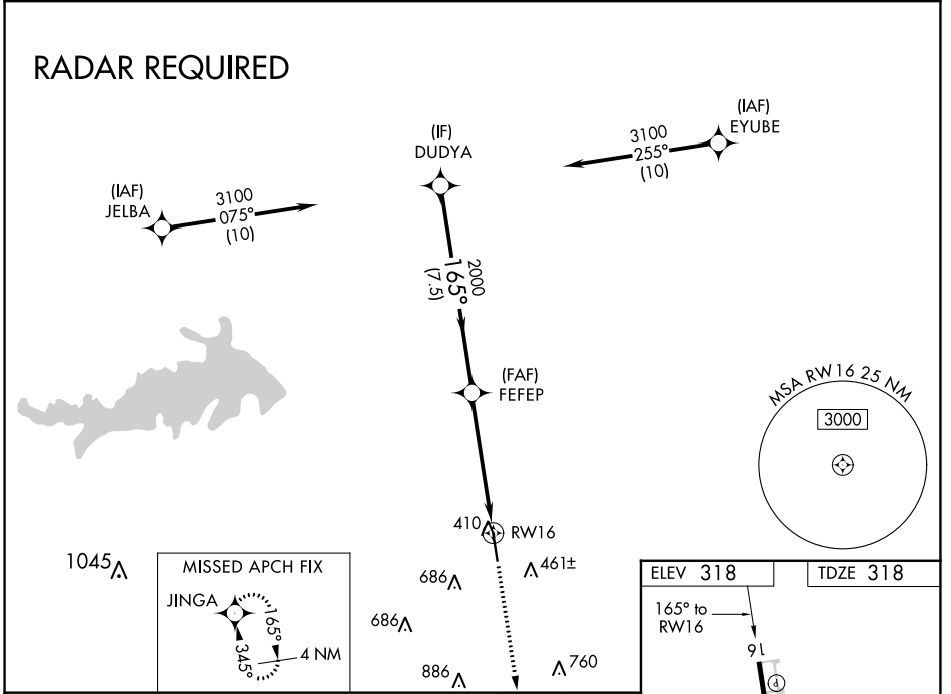 RADAR REQUIRED
(IAF)
EYUBE
3100
255°
(10)
(IF)
DUDYA
(IAF)
JELBA
3100
075°
(10)
2000
165°
(7.5)
(FAF)
FEFEP
MSA RW16 25 NM
3000
410
RW16
1045
461±
686
686
886
760
MISSED APCH FIX
JINGA
165°
345°
4 NM
ELEV 318
TDZE 318
165° to
RW16
16
P